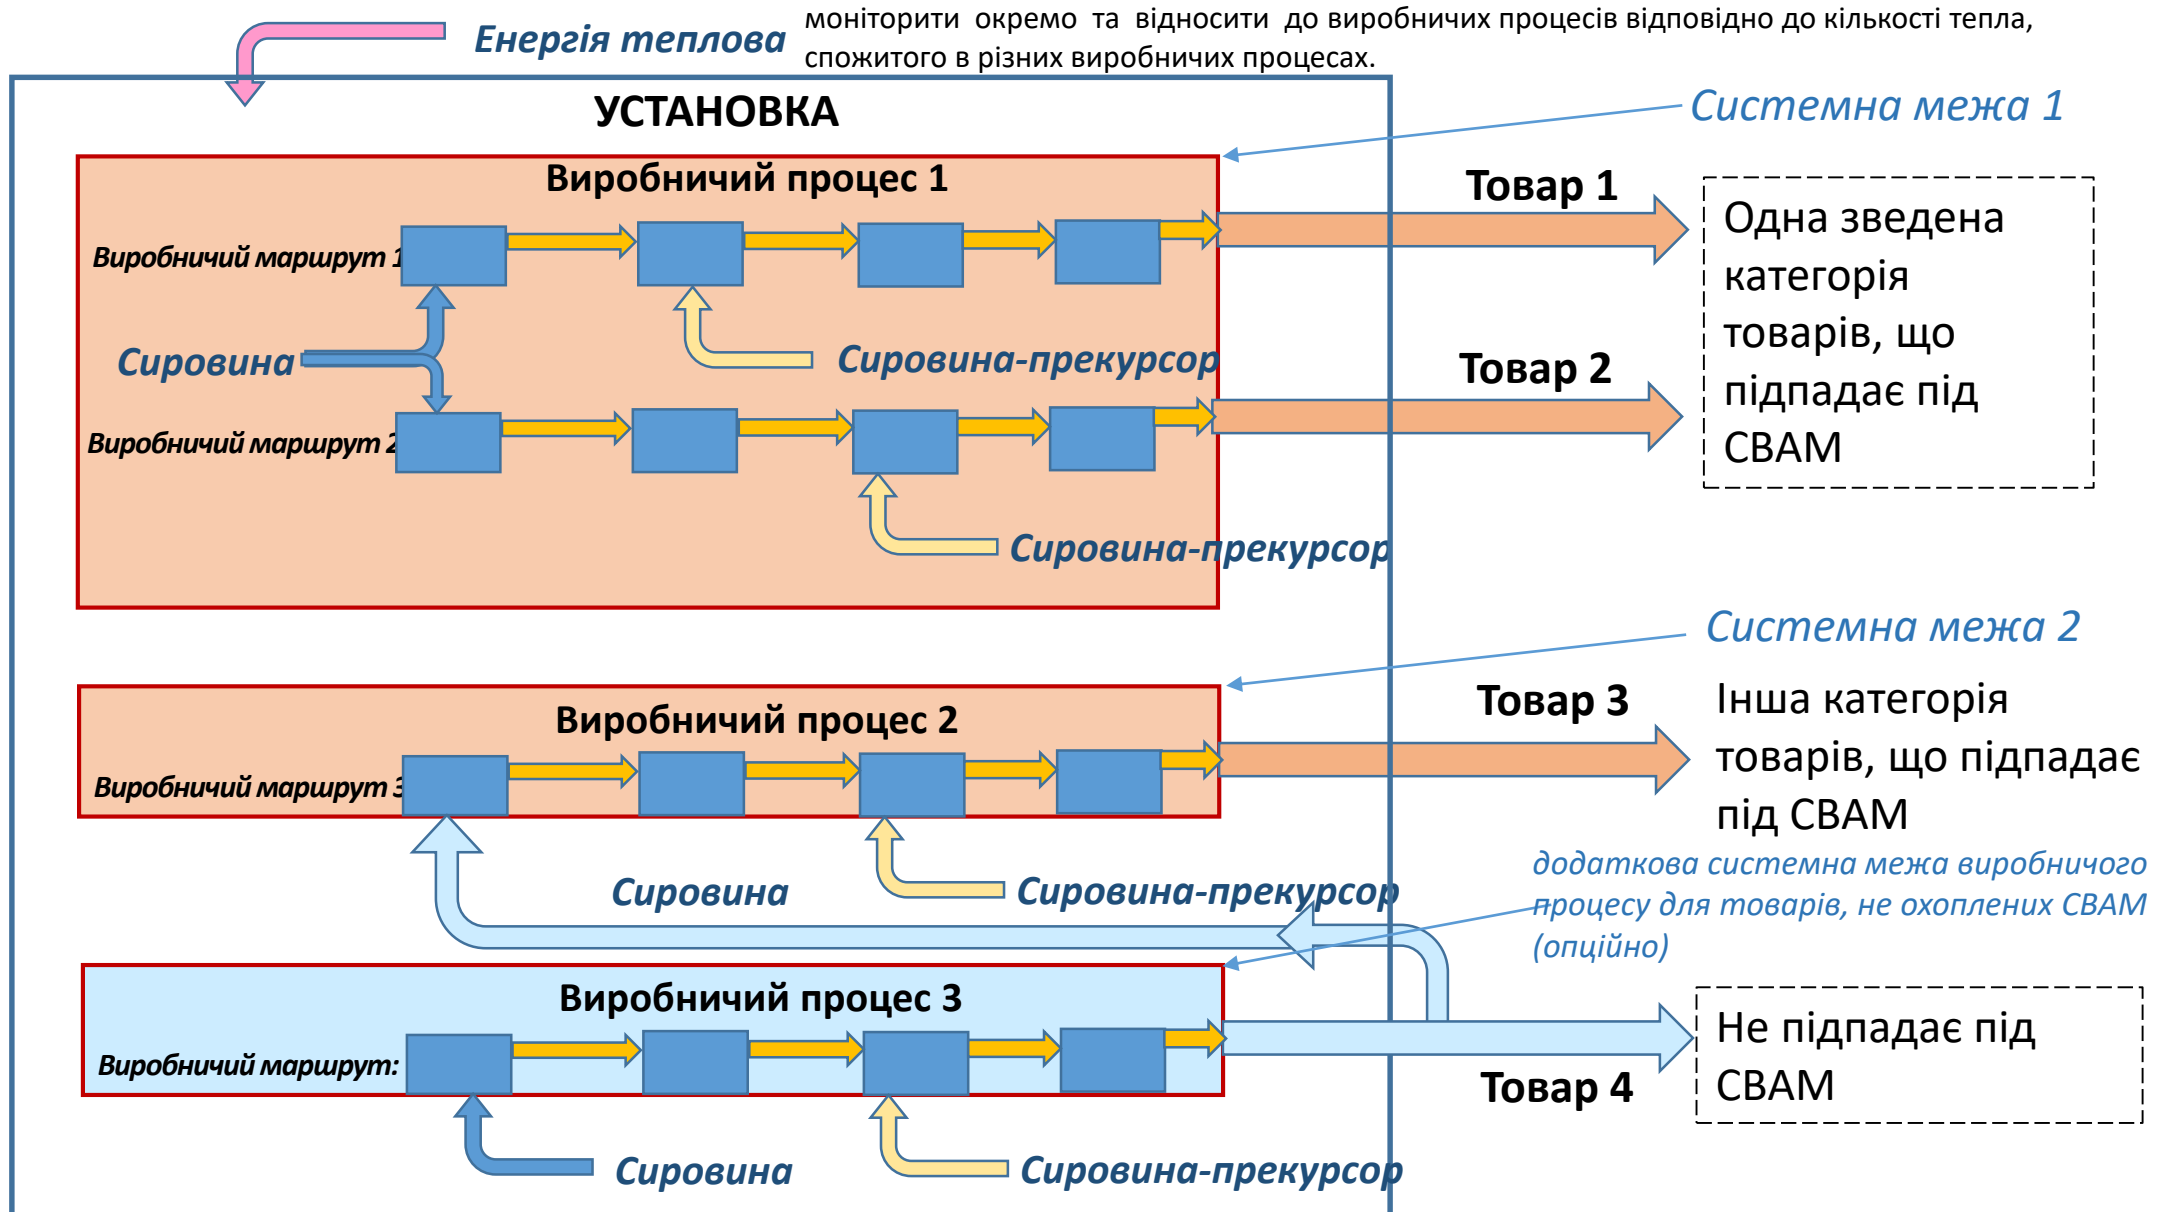 моніторити окремо та відносити до виробничих процесів відповідно до кількості тепла,
Енергія теплова
спожитого в різних виробничих процесах.
УСТАНОВКА
Системна межа 1
Виробничий процес 1
Товар 1
Одна зведена
категорія
товарів, що
підпадає під
CBAM
Виробничий маршрут 1
Сировина
Сировина-прекурсор
Товар 2
Виробничий маршрут 2
Сировина-прекурсор
Системна межа 2
Виробничий процес 2
Товар 3
Інша категорія
товарів, що підпадає
під CBAM
Виробничий маршрут 3
Сировина
Сировина-прекурсор
додаткова системна межа виробничого
процесу для товарів, не охоплених CBAM
(опційно)
Виробничий процес 3
Виробничий маршрут:
Товар 4
Не підпадає під
CBAM
Сировина
Сировина-прекурсор